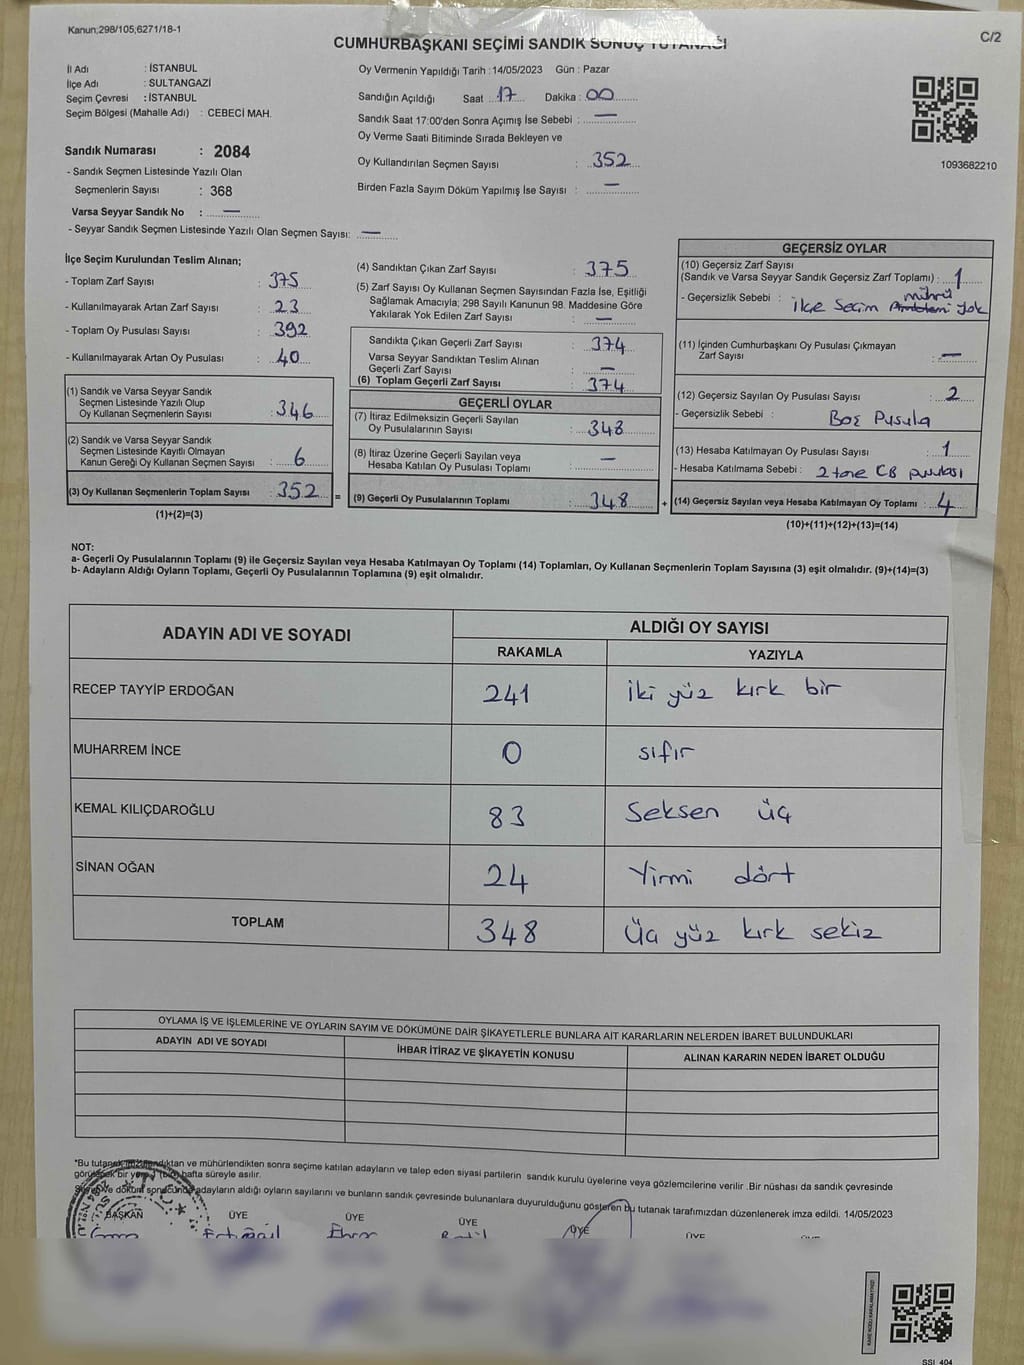 Kanun;298/105,6271/18-1
C/2
CUMHURBAŞKANI SEÇİMİ SANDIK SONUÇ TUTANAĞI
İl Adı : İSTANBUL
İlçe Adı : SULTANGAZİ
Seçim Çevresi : İSTANBUL
Seçim Bölgesi (Mahalle Adı) : CEBECİ MAH.
Sandık Numarası : 2084
- Sandık Seçmen Listesinde Yazılı Olan
Seçmenlerin Sayısı : 368
Varsa Seyyar Sandık No : —
- Seyyar Sandık Seçmen Listesinde Yazılı Olan Seçmen Sayısı: —
Oy Vermenin Yapıldığı Tarih : 14/05/2023 Gün : Pazar
Sandığın Açıldığı Saat 17 Dakika : 00
Sandık Saat 17:00'den Sonra Açımış İse Sebebi : —
Oy Verme Saati Bitiminde Sırada Bekleyen ve
Oy Kullandırılan Seçmen Sayısı : 352
Birden Fazla Sayım Döküm Yapılmış İse Sayısı : —
1093682210
İlçe Seçim Kurulundan Teslim Alınan;
- Toplam Zarf Sayısı : 375
- Kullanılmayarak Artan Zarf Sayısı : 23
- Toplam Oy Pusulası Sayısı : 392
- Kullanılmayarak Artan Oy Pusulası : 40
(1) Sandık ve Varsa Seyyar Sandık
Seçmen Listesinde Yazılı Olup
Oy Kullanan Seçmenlerin Sayısı : 346
(2) Sandık ve Varsa Seyyar Sandık
Seçmen Listesinde Kayıtlı Olmayan
Kanun Gereği Oy Kullanan Seçmen Sayısı : 6
(3) Oy Kullanan Seçmenlerin Toplam Sayısı : 352 =
(1)+(2)=(3)
(4) Sandıktan Çıkan Zarf Sayısı : 375
(5) Zarf Sayısı Oy Kullanan Seçmen Sayısından Fazla İse, Eşitliği
Sağlamak Amacıyla; 298 Sayılı Kanunun 98. Maddesine Göre
Yakılarak Yok Edilen Zarf Sayısı : —
Sandıkta Çıkan Geçerli Zarf Sayısı : 374
Varsa Seyyar Sandıktan Teslim Alınan
Geçerli Zarf Sayısı : —
(6) Toplam Geçerli Zarf Sayısı : 374
GEÇERLİ OYLAR
(7) İtiraz Edilmeksizin Geçerli Sayılan
Oy Pusulalarının Sayısı : 348
(8) İtiraz Üzerine Geçerli Sayılan veya
Hesaba Katılan Oy Pusulası Toplamı : —
(9) Geçerli Oy Pusulalarının Toplamı : 348 +
GEÇERSİZ OYLAR
(10) Geçersiz Zarf Sayısı
(Sandık ve Varsa Seyyar Sandık Geçersiz Zarf Toplamı) : 1
mührü
- Geçersizlik Sebebi : ilçe Seçim yok
(11) İçinden Cumhurbaşkanı Oy Pusulası Çıkmayan
Zarf Sayısı : —
(12) Geçersiz Sayılan Oy Pusulası Sayısı : 2
- Geçersizlik Sebebi : Boş Pusula
(13) Hesaba Katılmayan Oy Pusulası Sayısı : 1
- Hesaba Katılmama Sebebi : 2 tane CB pusulası
(14) Geçersiz Sayılan veya Hesaba Katılmayan Oy Toplamı : 4
(10)+(11)+(12)+(13)=(14)
NOT:
a- Geçerli Oy Pusulalarının Toplamı (9) ile Geçersiz Sayılan veya Hesaba Katılmayan Oy Toplamı (14) Toplamları, Oy Kullanan Seçmenlerin Toplam Sayısına (3) eşit olmalıdır. (9)+(14)=(3)
b- Adayların Aldığı Oyların Toplamı, Geçerli Oy Pusulalarının Toplamına (9) eşit olmalıdır.
ADAYIN ADI VE SOYADI
ALDIĞI OY SAYISI
RAKAMLA YAZIYLA
RECEP TAYYİP ERDOĞAN 241 iki yüz kırk bir
MUHARREM İNCE 0 sıfır
KEMAL KILIÇDAROĞLU 83 Seksen üç
SİNAN OĞAN 24 Yirmi dört
TOPLAM 348 Üç yüz kırk sekiz
OYLAMA İŞ VE İŞLEMLERİNE VE OYLARIN SAYIM VE DÖKÜMÜNE DAİR ŞİKAYETLERLE BUNLARA AİT KARARLARIN NELERDEN İBARET BULUNDUKLARI
ADAYIN ADI VE SOYADI İHBAR İTİRAZ VE ŞİKAYETİN KONUSU ALINAN KARARIN NEDEN İBARET OLDUĞU
*Bu tutanak imzalandıktan ve mühürlendikten sonra seçime katılan adayların ve talep eden siyasi partilerin sandık kurulu üyelerine veya gözlemcilerine verilir .Bir nüshası da sandık çevresinde
görülecek bir yere (bir) hafta süreyle asılır.
Sayım ve döküm sonucunda adayların aldığı oyların sayılarını ve bunların sandık çevresinde bulunanlara duyurulduğunu gösteren bu tutanak tarafımızdan düzenlenerek imza edildi. 14/05/2023
BAŞKAN ÜYE ÜYE ÜYE ÜYE ÜYE
SSI 404